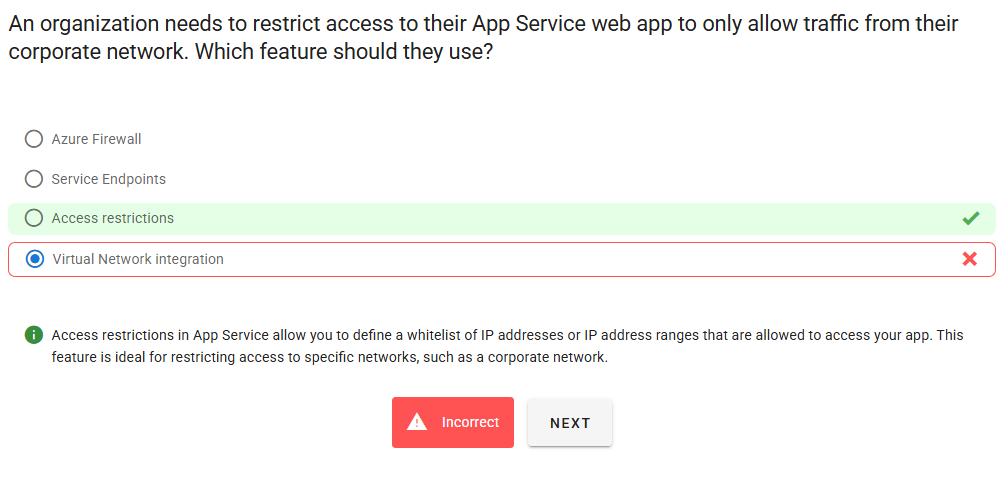 An organization needs to restrict access to their App Service web app to only allow traffic from their
corporate network. Which feature should they use?
Azure Firewall
Service Endpoints
Access restrictions
Virtual Network integration
Access restrictions in App Service allow you to define a whitelist of IP addresses or IP address ranges that are allowed to access your app. This
feature is ideal for restricting access to specific networks, such as a corporate network.
Incorrect
NEXT